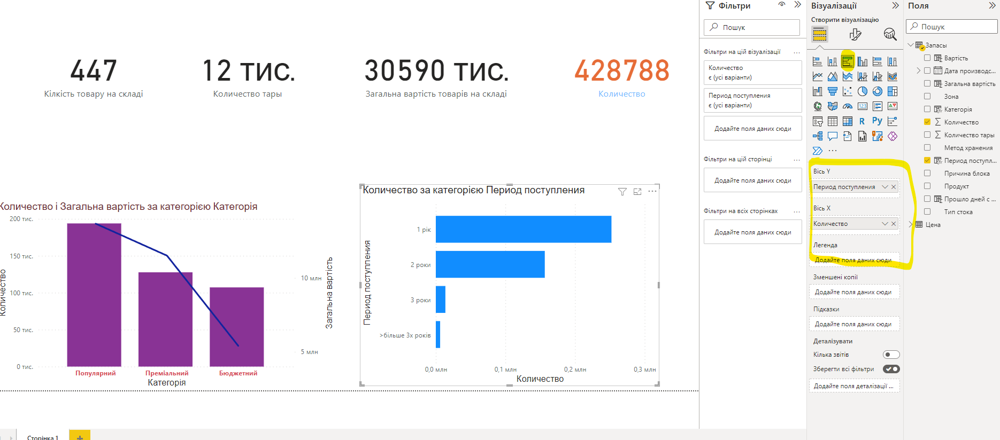 447
Кілкість товару на складі
12 тис.
Количество тары
30590 тис.
Загальна вартість товарів на складі
428788
Количество
Количество і Загальна вартість за категорією Категорія
200 тис.
150 тис.
100 тис.
50 тис.
0 тис.
Количество
10 млн
5 млн
Загальна вартість
Популярний
Преміальний
Бюджетний
Категорія
Количество за категорією Период поступления
Период поступления
1 рік
2 роки
3 роки
>більше 3х років
0,0 млн
0,1 млн
0,2 млн
0,3 млн
Количество
Сторінка 1
+
Фільтри
Пошук
Фільтри на цій візуалізації
...
Количество
є (усі варіанти)
Период поступления
є (усі варіанти)
Додайте поля даних сюди
Фільтри на цій сторінці
...
Додайте поля даних сюди
Фільтри на всіх сторінках
...
Додайте поля даних сюди
Візуалізації
Створити візуалізацію
123
R
Py
...
Вісь Y
Период поступления
Вісь X
Количество
Легенда
Додайте поля даних сюди
Зменшені копії
Додайте поля даних сюди
Підказки
Додайте поля даних сюди
Деталізувати
Кілька звітів
Зберегти всі фільтри
Додайте поля деталізації ...
Поля
Пошук
Запасы
Вартість
Дата производс...
Загальна вартість
Зона
Категорія
Количество
Количество тары
Метод хранения
Период поступл...
Причина блока
Продукт
Прошло дней с ...
Тип стока
Цена